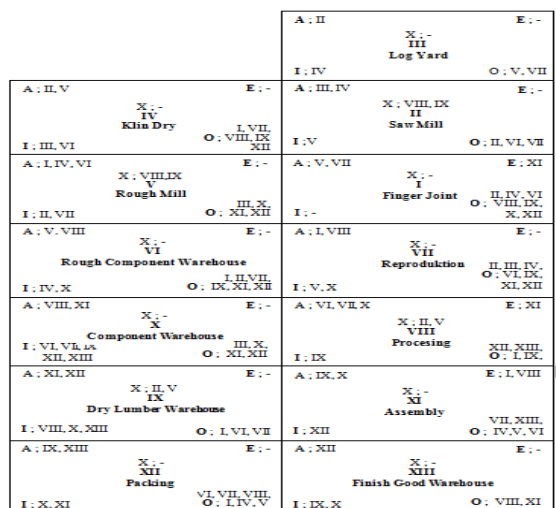 A ; II E ; -
X ; -
III
Log Yard
I ; IV O ; V, VII
A ; II, V E ; -
X ; -
IV
Klin Dry
I, VII,
O ; VIII, IX
I ; III, VI XII
A ; III, IV E ; -
X ; VIII, IX
II
Saw Mill
I ;V O ; II, VI, VII
A ; I, IV, VI E ; -
X ; VIII,IX
V
Rough Mill
III, X,
I ; II, VII O ; XI, XII
A ; V, VII E ; XI
X ; -
I
Finger Joint
II, IV, VI
O ; VIII, IX,
I ; - X, XII
A ; V. VIII E ; -
X ; -
VI
Rough Component Warehouse
I, II,VII,
I ; IV, X O ; IX, XI, XII
A ; I, VIII E ; -
X ; -
VII
Reproduktion
II, III, IV,
O ; VI, IX,
I ; V, X XI, XII
A ; VIII, XI E ; -
X ; -
X
Component Warehouse
I ; VI, VII, IX III, X,
XII, XIII O ; XI, XII
A ; VI, VII, X E ; XI
X ; II, V
VIII
Procesing
XII, XIII,
I ; IX O ; I, IX,
A ; XI, XII E ; -
X ; II, V
IX
Dry Lumber Warehouse
I ; VIII, X, XIII O ; I, VI, VII
A ; IX, X E ; I, VIII
X ; -
XI
Assembly
VII, XIII,
I ; XII O ; IV,V, VI
A ; IX, XIII E ; -
X ; -
XII
Packing
VI, VII, VIII,
I ; X, XI O ; I, IV, V
A ; XII E ; -
X ; -
XIII
Finish Good Warehouse
I ; IX, X O ; VIII, XI